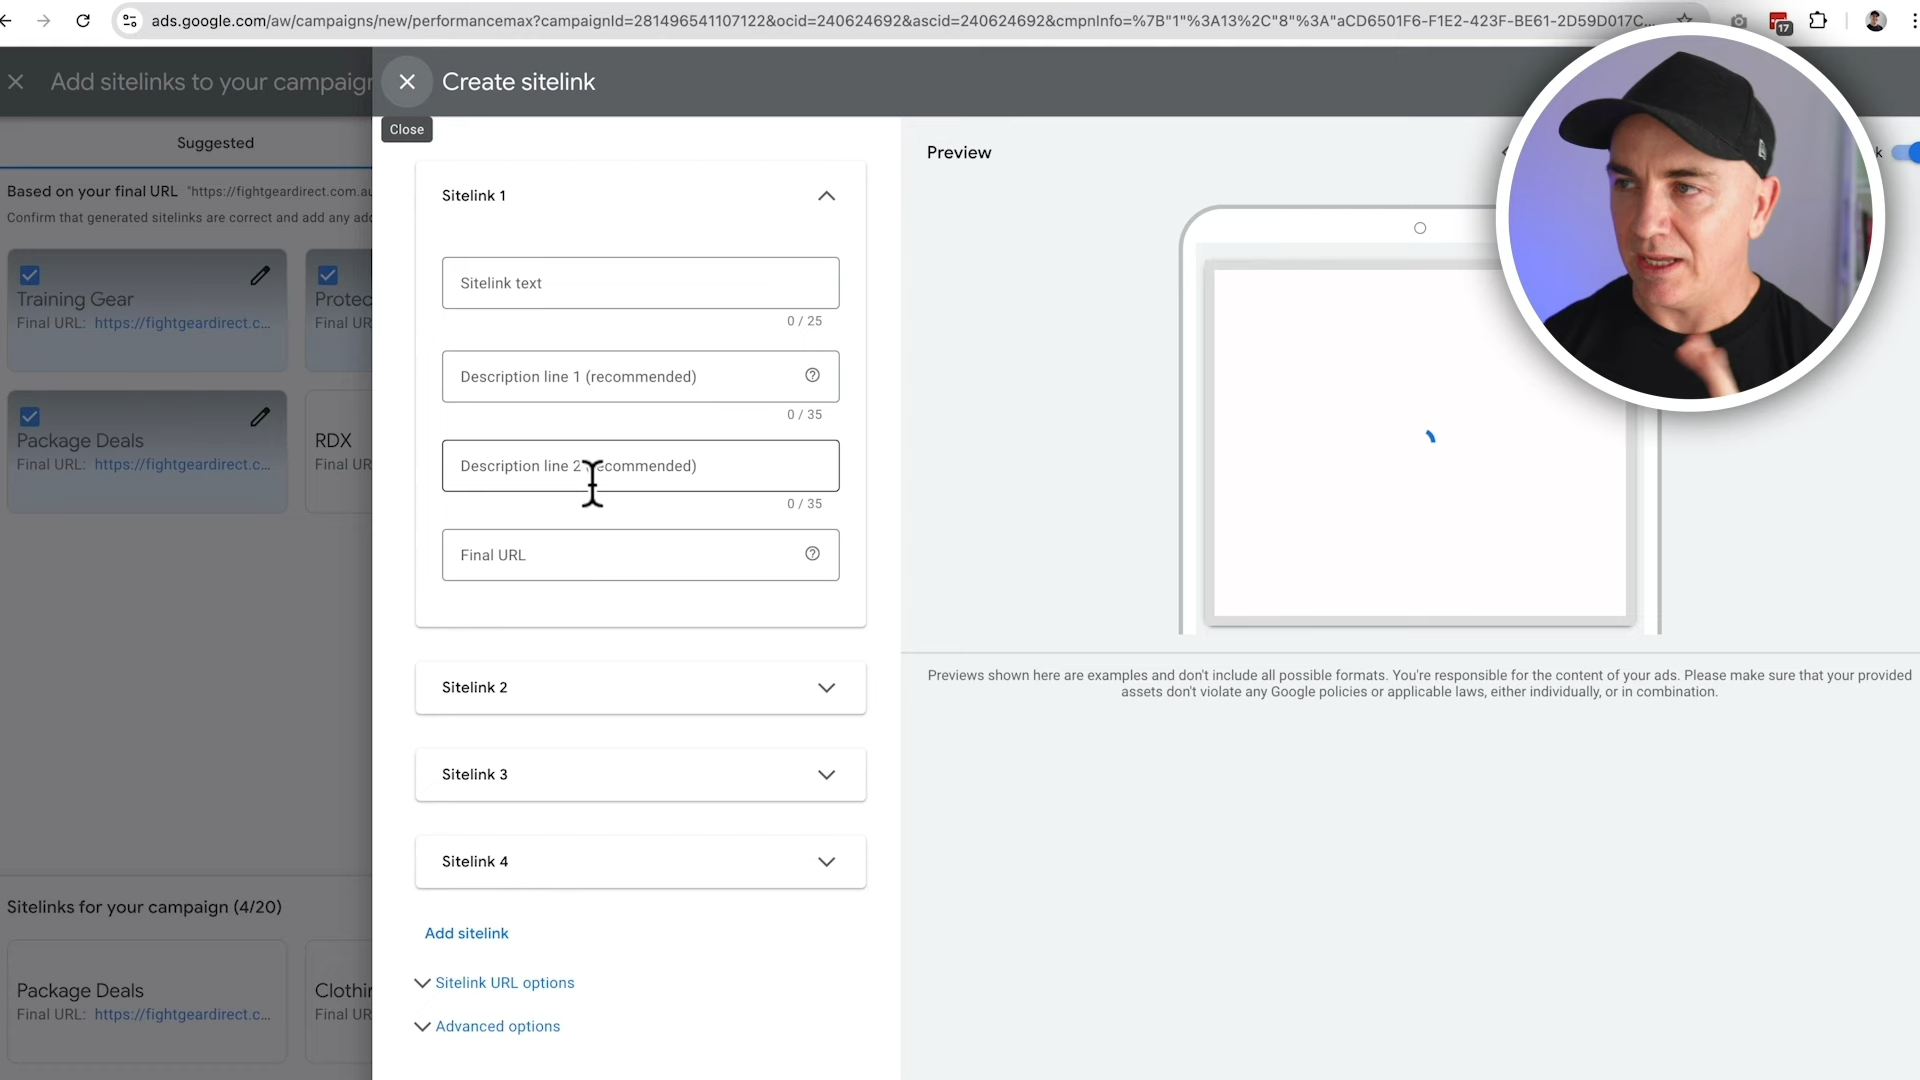 ads.google.com/aw/campaigns/new/performancemax?campaignId=281496541107122&ocid=240624692&ascid=240624692&cmpnInfo=%7B"1"%3A13%2C"8"%3A"aCD6501F6-F1E2-423F-BE61-2D59D017C...
17
Add sitelinks to your campaign
Create sitelink
Close
Suggested
Based on your final URL "https://fightgeardirect.com.au
Confirm that generated sitelinks are correct and add any add
Training Gear
Final URL: https://fightgeardirect.c...
Protec
Final UR
Package Deals
Final URL: https://fightgeardirect.c...
RDX
Final UR
Sitelinks for your campaign (4/20)
Package Deals
Final URL: https://fightgeardirect.c...
Clothin
Final UR
Sitelink 1
Sitelink text
0 / 25
Description line 1 (recommended)
0 / 35
Description line 2 (recommended)
0 / 35
Final URL
Sitelink 2
Sitelink 3
Sitelink 4
Add sitelink
Sitelink URL options
Advanced options
Preview
k
Previews shown here are examples and don't include all possible formats. You're responsible for the content of your ads. Please make sure that your provided
assets don't violate any Google policies or applicable laws, either individually, or in combination.